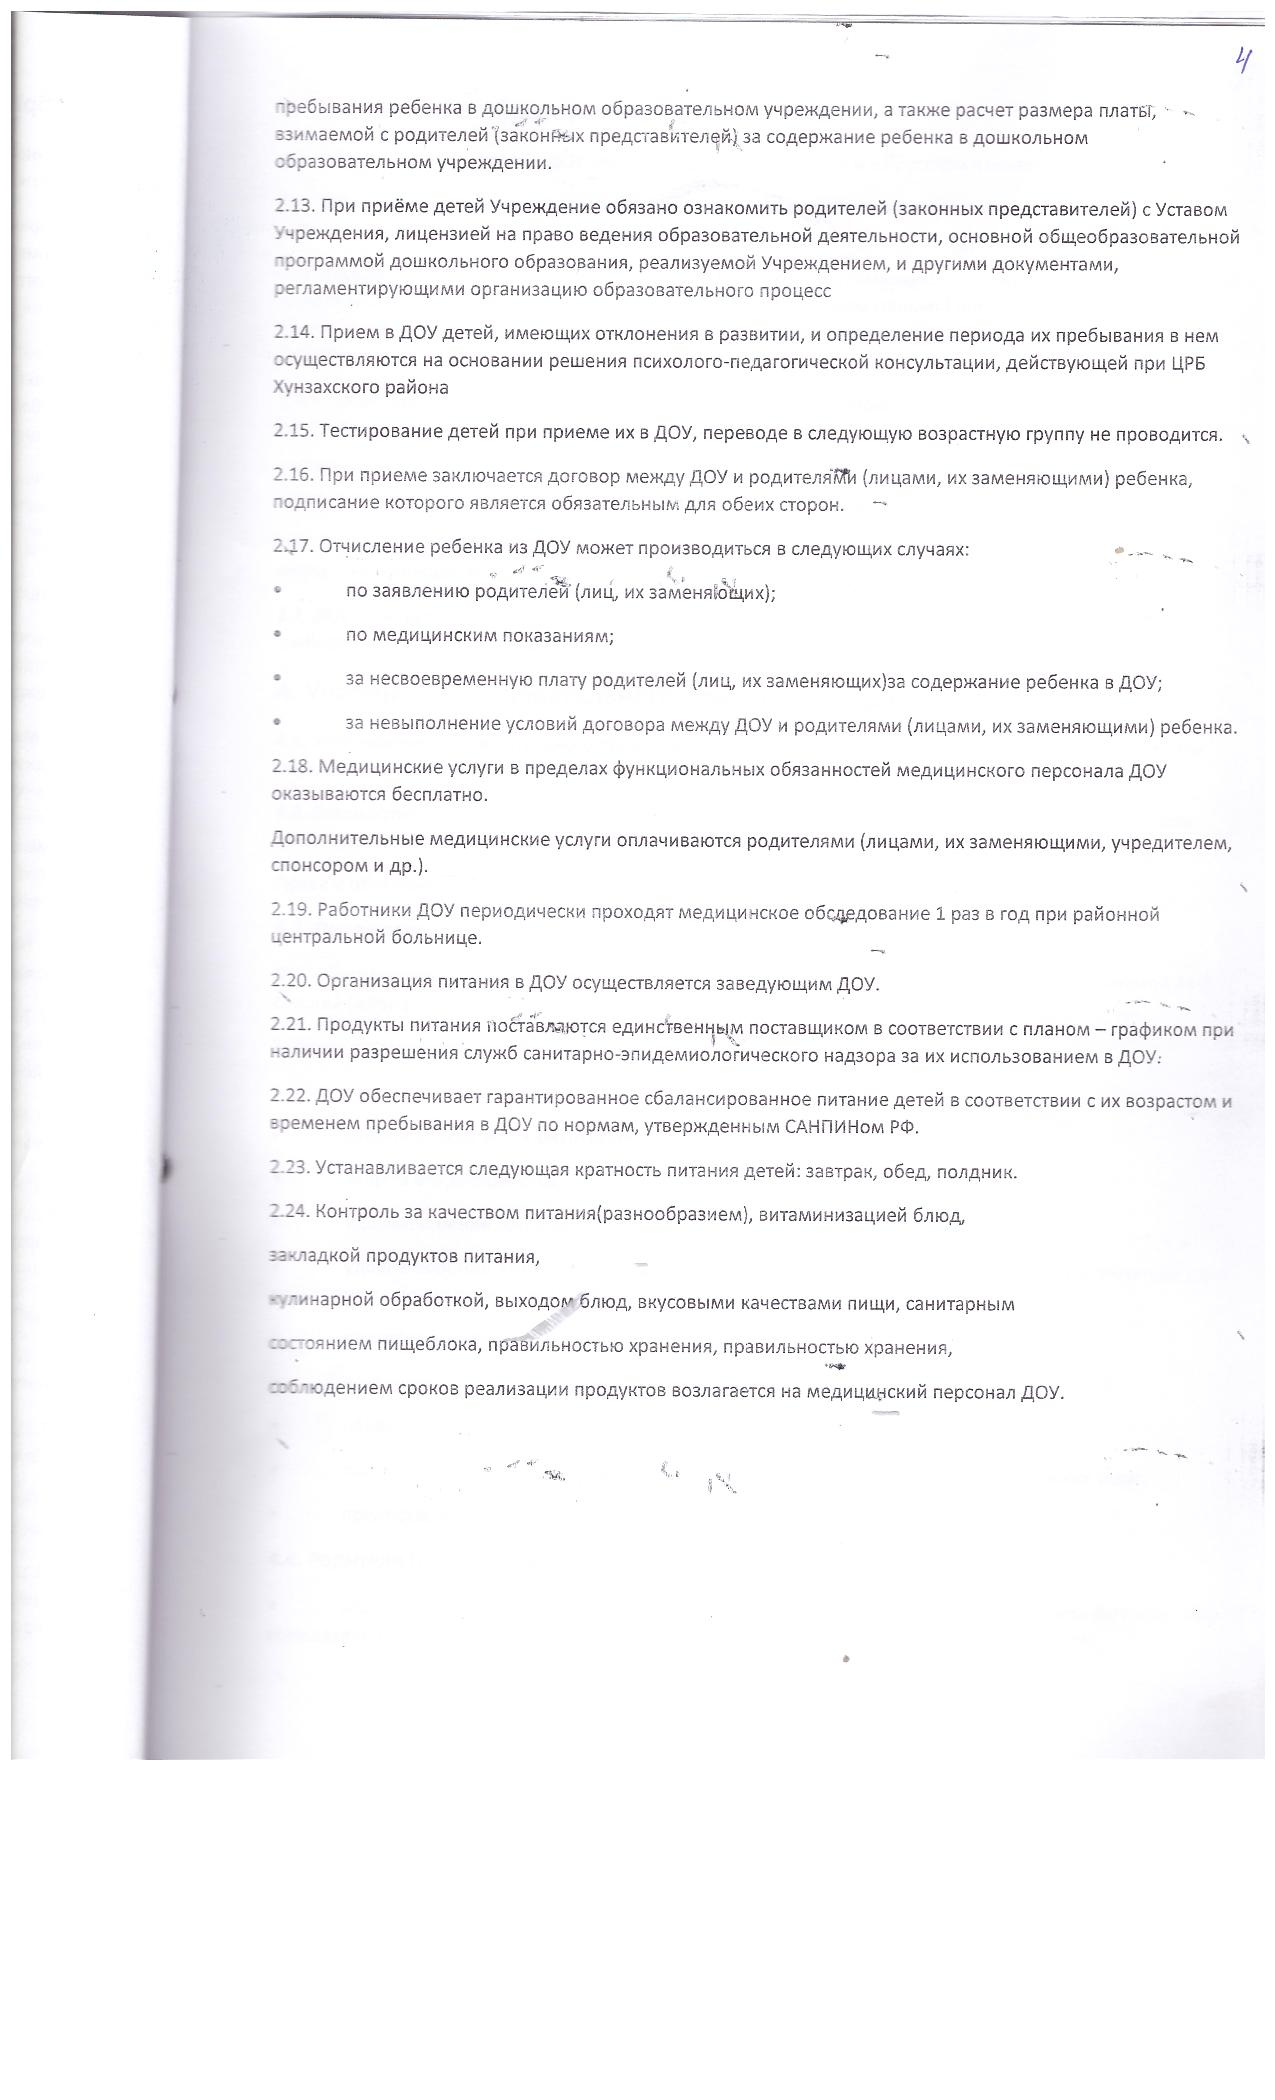 4
пребывания ребенка в дошкольном образовательном учреждении, а также расчет размера платы,
взимаемой с родителей (законных представителей) за содержание ребенка в дошкольном
образовательном учреждении.
2.13. При приёме детей Учреждение обязано ознакомить родителей (законных представителей) с Уставом
Учреждения, лицензией на право ведения образовательной деятельности, основной общеобразовательной
программой дошкольного образования, реализуемой Учреждением, и другими документами,
регламентирующими организацию образовательного процесс
2.14. Прием в ДОУ детей, имеющих отклонения в развитии, и определение периода их пребывания в нем
осуществляются на основании решения психолого-педагогической консультации, действующей при ЦРБ
Хунзахского района
2.15. Тестирование детей при приеме их в ДОУ, переводе в следующую возрастную группу не проводится.
2.16. При приеме заключается договор между ДОУ и родителями (лицами, их заменяющими) ребенка,
подписание которого является обязательным для обеих сторон.
2.17. Отчисление ребенка из ДОУ может производиться в следующих случаях:
• по заявлению родителей (лиц, их заменяющих);
• по медицинским показаниям;
• за несвоевременную плату родителей (лиц, их заменяющих)за содержание ребенка в ДОУ;
• за невыполнение условий договора между ДОУ и родителями (лицами, их заменяющими) ребенка.
2.18. Медицинские услуги в пределах функциональных обязанностей медицинского персонала ДОУ
оказываются бесплатно.
Дополнительные медицинские услуги оплачиваются родителями (лицами, их заменяющими, учредителем,
спонсором и др.).
2.19. Работники ДОУ периодически проходят медицинское обследование 1 раз в год при районной
центральной больнице.
2.20. Организация питания в ДОУ осуществляется заведующим ДОУ.
2.21. Продукты питания поставляются единственным поставщиком в соответствии с планом – графиком при
наличии разрешения служб санитарно-эпидемиологического надзора за их использованием в ДОУ.
2.22. ДОУ обеспечивает гарантированное сбалансированное питание детей в соответствии с их возрастом и
временем пребывания в ДОУ по нормам, утвержденным САНПИНом РФ.
2.23. Устанавливается следующая кратность питания детей: завтрак, обед, полдник.
2.24. Контроль за качеством питания(разнообразием), витаминизацией блюд,
закладкой продуктов питания,
кулинарной обработкой, выходом блюд, вкусовыми качествами пищи, санитарным
состоянием пищеблока, правильностью хранения, правильностью хранения,
соблюдением сроков реализации продуктов возлагается на медицинский персонал ДОУ.